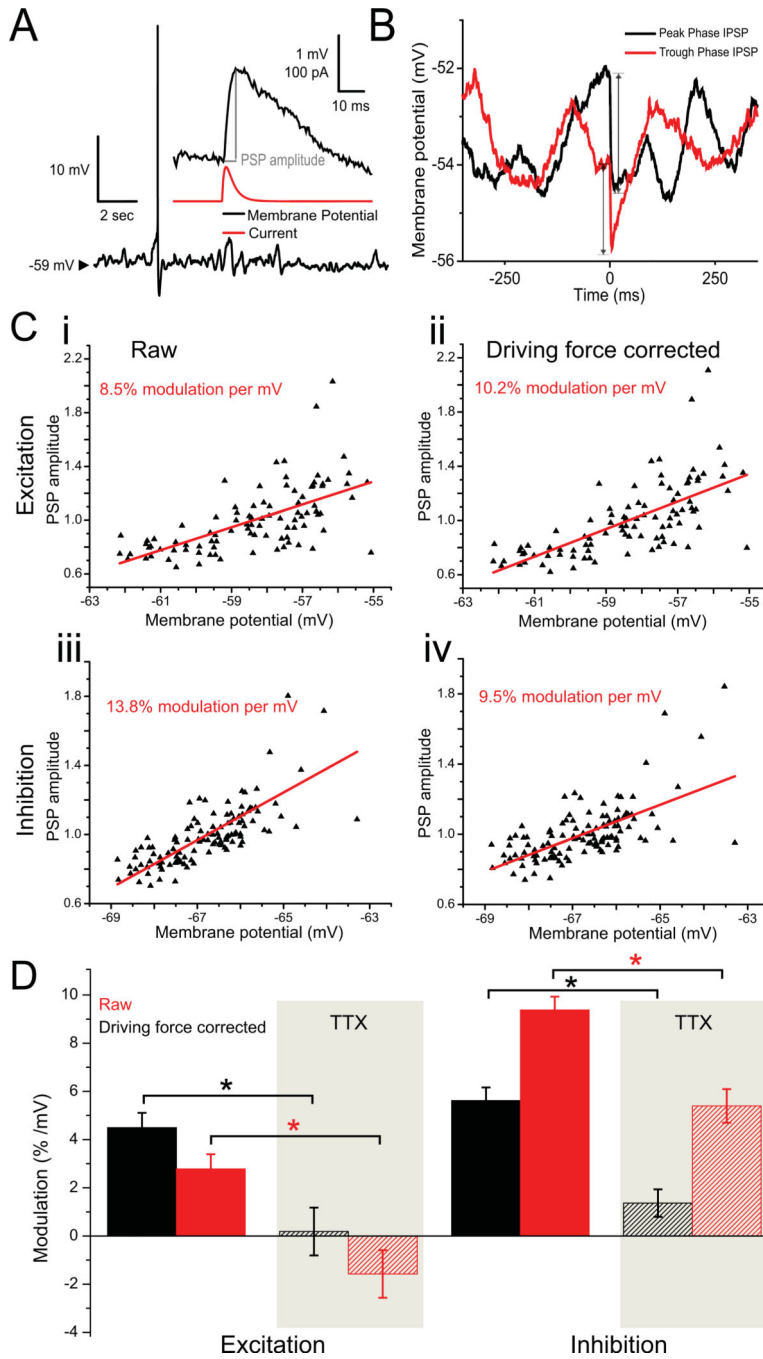 A
1 mV
100 pA
10 ms
10 mV
2 sec
PSP amplitude
Membrane Potential
Current
-59 mV
B
Peak Phase IPSP
Trough Phase IPSP
Membrane potential (mV)
-52
-53
-54
-55
-56
-250
0
250
Time (ms)
C
i
Raw
8.5% modulation per mV
Excitation
PSP amplitude
2.2
1.8
1.4
1.0
0.6
-63
-61
-59
-57
-55
Membrane potential (mV)
ii
Driving force corrected
10.2% modulation per mV
PSP amplitude
2.2
1.8
1.4
1.0
0.6
-63
-61
-59
-57
-55
Membrane potential (mV)
iii
13.8% modulation per mV
Inhibition
PSP amplitude
1.8
1.4
1.0
0.6
-69
-67
-65
-63
Membrane potential (mV)
iv
9.5% modulation per mV
PSP amplitude
1.8
1.4
1.0
0.6
-69
-67
-65
-63
Membrane potential (mV)
D
Raw
Driving force corrected
TTX
TTX
*
*
*
*
Modulation (% /mV)
10
8
6
4
2
0
-2
-4
Excitation
Inhibition